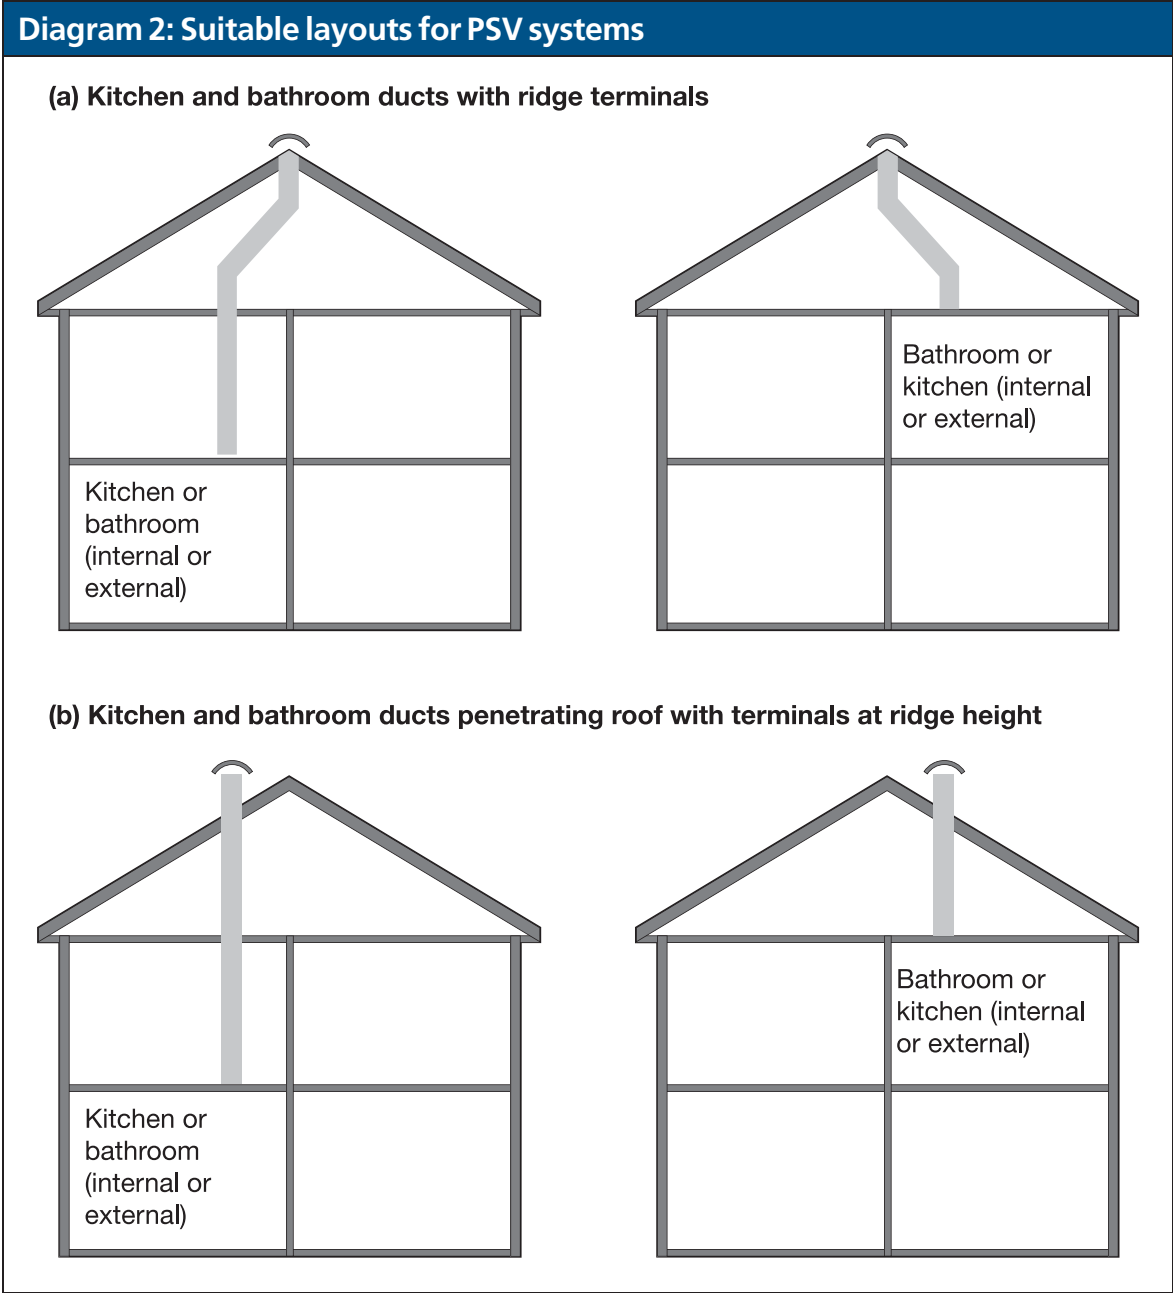 Diagram 2: Suitable layouts for PSV systems
(a) Kitchen and bathroom ducts with ridge terminals
Bathroom or
kitchen (internal
or external)
Kitchen or
bathroom
(internal or
external)
(b) Kitchen and bathroom ducts penetrating roof with terminals at ridge height
Bathroom or
kitchen (internal
or external)
Kitchen or
bathroom
(internal or
external)